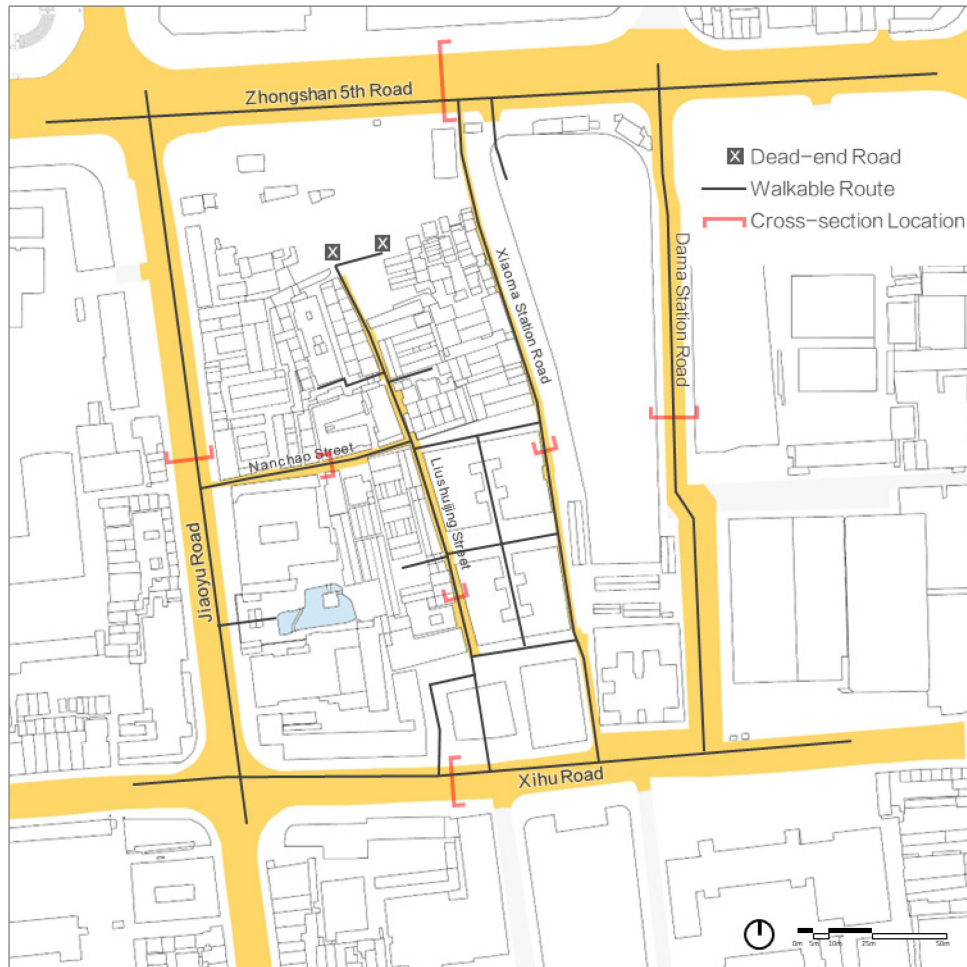 Zhongshan 5th Road
X Dead-end Road
Walkable Route
Cross-section Location
X
X
Xiaoma Station Road
Dama Station Road
Nanchao Street
Liushuijing Street
Jiaoyu Road
Xihu Road
0m 5m 10m 25m 50m